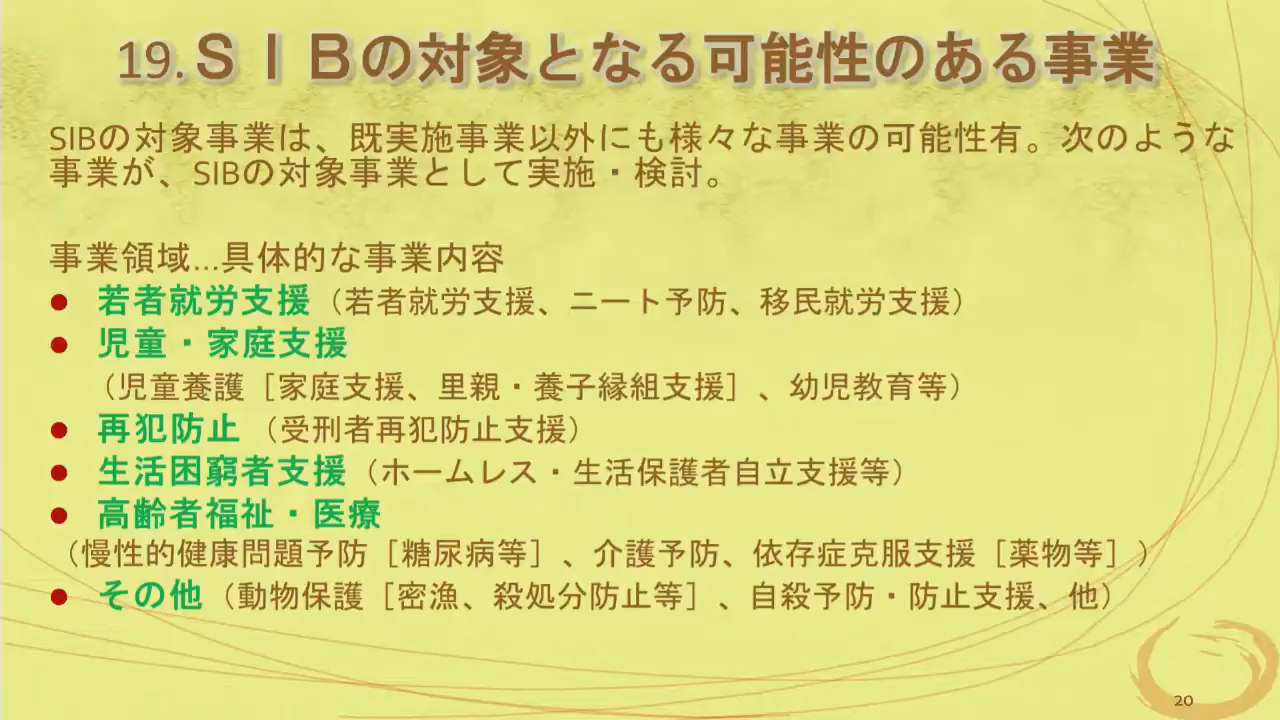 19.ＳＩＢの対象となる可能性のある事業
SIBの対象事業は、既実施事業以外にも様々な事業の可能性有。次のような
事業が、SIBの対象事業として実施・検討。
事業領域...具体的な事業内容
● 若者就労支援（若者就労支援、ニート予防、移民就労支援）
● 児童・家庭支援
（児童養護［家庭支援、里親・養子縁組支援］、幼児教育等）
● 再犯防止 （受刑者再犯防止支援）
● 生活困窮者支援（ホームレス・生活保護者自立支援等）
● 高齢者福祉・医療
（慢性的健康問題予防［糖尿病等］、介護予防、依存症克服支援［薬物等］）
● その他（動物保護［密漁、殺処分防止等］、自殺予防・防止支援、他）
20